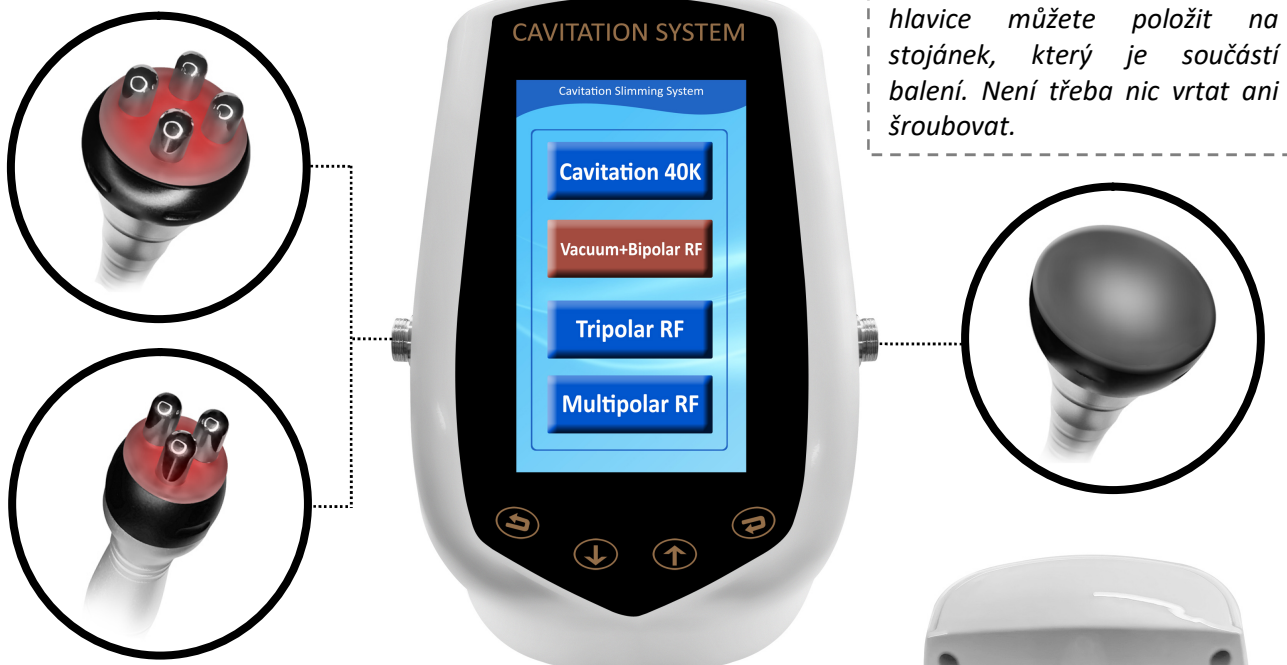 hlavice můžete položit na
stojánek, který je součástí
balení. Není třeba nic vrtat ani
šroubovat.
CAVITATION SYSTEM
Cavitation Slimming System
Cavitation 40K
Vacuum+Bipolar RF
Tripolar RF
Multipolar RF